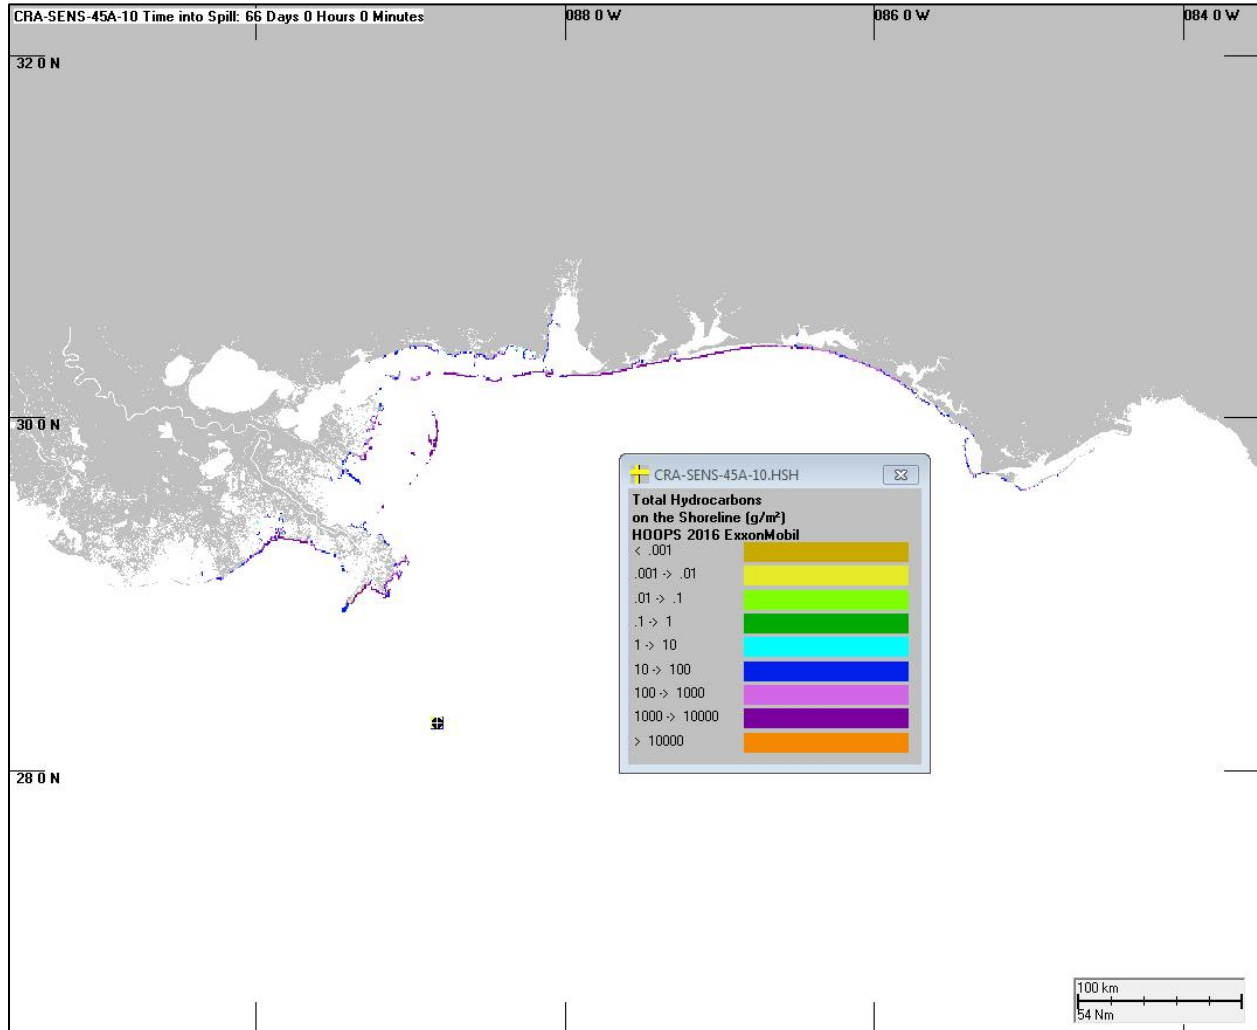 CRA-SENS-45A-10 Time into Spill: 66 Days 0 Hours 0 Minutes
088 0 W
086 0 W
084 0 W
32 0 N
30 0 N
28 0 N
CRA-SENS-45A-10.HSH
Total Hydrocarbons
on the Shoreline (g/m²)
HOOPS 2016 ExxonMobil
< .001
.001 -> .01
.01 -> .1
.1 -> 1
1 -> 10
10 -> 100
100 -> 1000
1000 -> 10000
> 10000
100 km
54 Nm